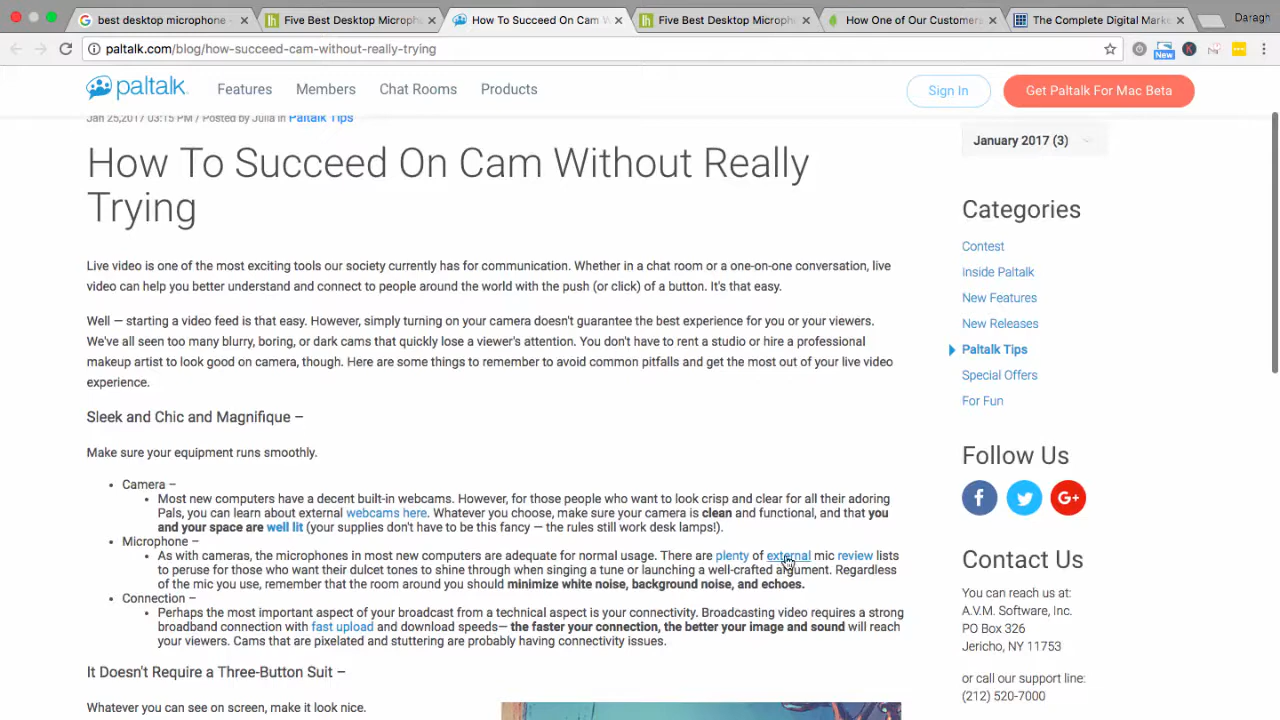 best desktop microphone -
Five Best Desktop Microph
How To Succeed On Cam W
Five Best Desktop Microph
How One of Our Customers
The Complete Digital Marke
Daragh
paltalk.com/blog/how-succeed-cam-without-really-trying
New
paltalk
Features
Members
Chat Rooms
Products
Sign In
Get Paltalk For Mac Beta
Jan 25,2017 03:15 PM / Posted by Julia in Paltalk Tips
How To Succeed On Cam Without Really
Trying
Live video is one of the most exciting tools our society currently has for communication. Whether in a chat room or a one-on-one conversation, live
video can help you better understand and connect to people around the world with the push (or click) of a button. It's that easy.
Well — starting a video feed is that easy. However, simply turning on your camera doesn't guarantee the best experience for you or your viewers.
We've all seen too many blurry, boring, or dark cams that quickly lose a viewer's attention. You don't have to rent a studio or hire a professional
makeup artist to look good on camera, though. Here are some things to remember to avoid common pitfalls and get the most out of your live video
experience.
Sleek and Chic and Magnifique –
Make sure your equipment runs smoothly.
• Camera –
• Most new computers have a decent built-in webcams. However, for those people who want to look crisp and clear for all their adoring
Pals, you can learn about external webcams here. Whatever you choose, make sure your camera is clean and functional, and that you
and your space are well lit (your supplies don't have to be this fancy — the rules still work desk lamps!).
• Microphone –
• As with cameras, the microphones in most new computers are adequate for normal usage. There are plenty of external mic review lists
to peruse for those who want their dulcet tones to shine through when singing a tune or launching a well-crafted argument. Regardless
of the mic you use, remember that the room around you should minimize white noise, background noise, and echoes.
• Connection –
• Perhaps the most important aspect of your broadcast from a technical aspect is your connectivity. Broadcasting video requires a strong
broadband connection with fast upload and download speeds— the faster your connection, the better your image and sound will reach
your viewers. Cams that are pixelated and stuttering are probably having connectivity issues.
It Doesn't Require a Three-Button Suit –
Whatever you can see on screen, make it look nice.
January 2017 (3)
Categories
Contest
Inside Paltalk
New Features
New Releases
Paltalk Tips
Special Offers
For Fun
Follow Us
f
G+
Contact Us
You can reach us at:
A.V.M. Software, Inc.
PO Box 326
Jericho, NY 11753
or call our support line:
(212) 520-7000